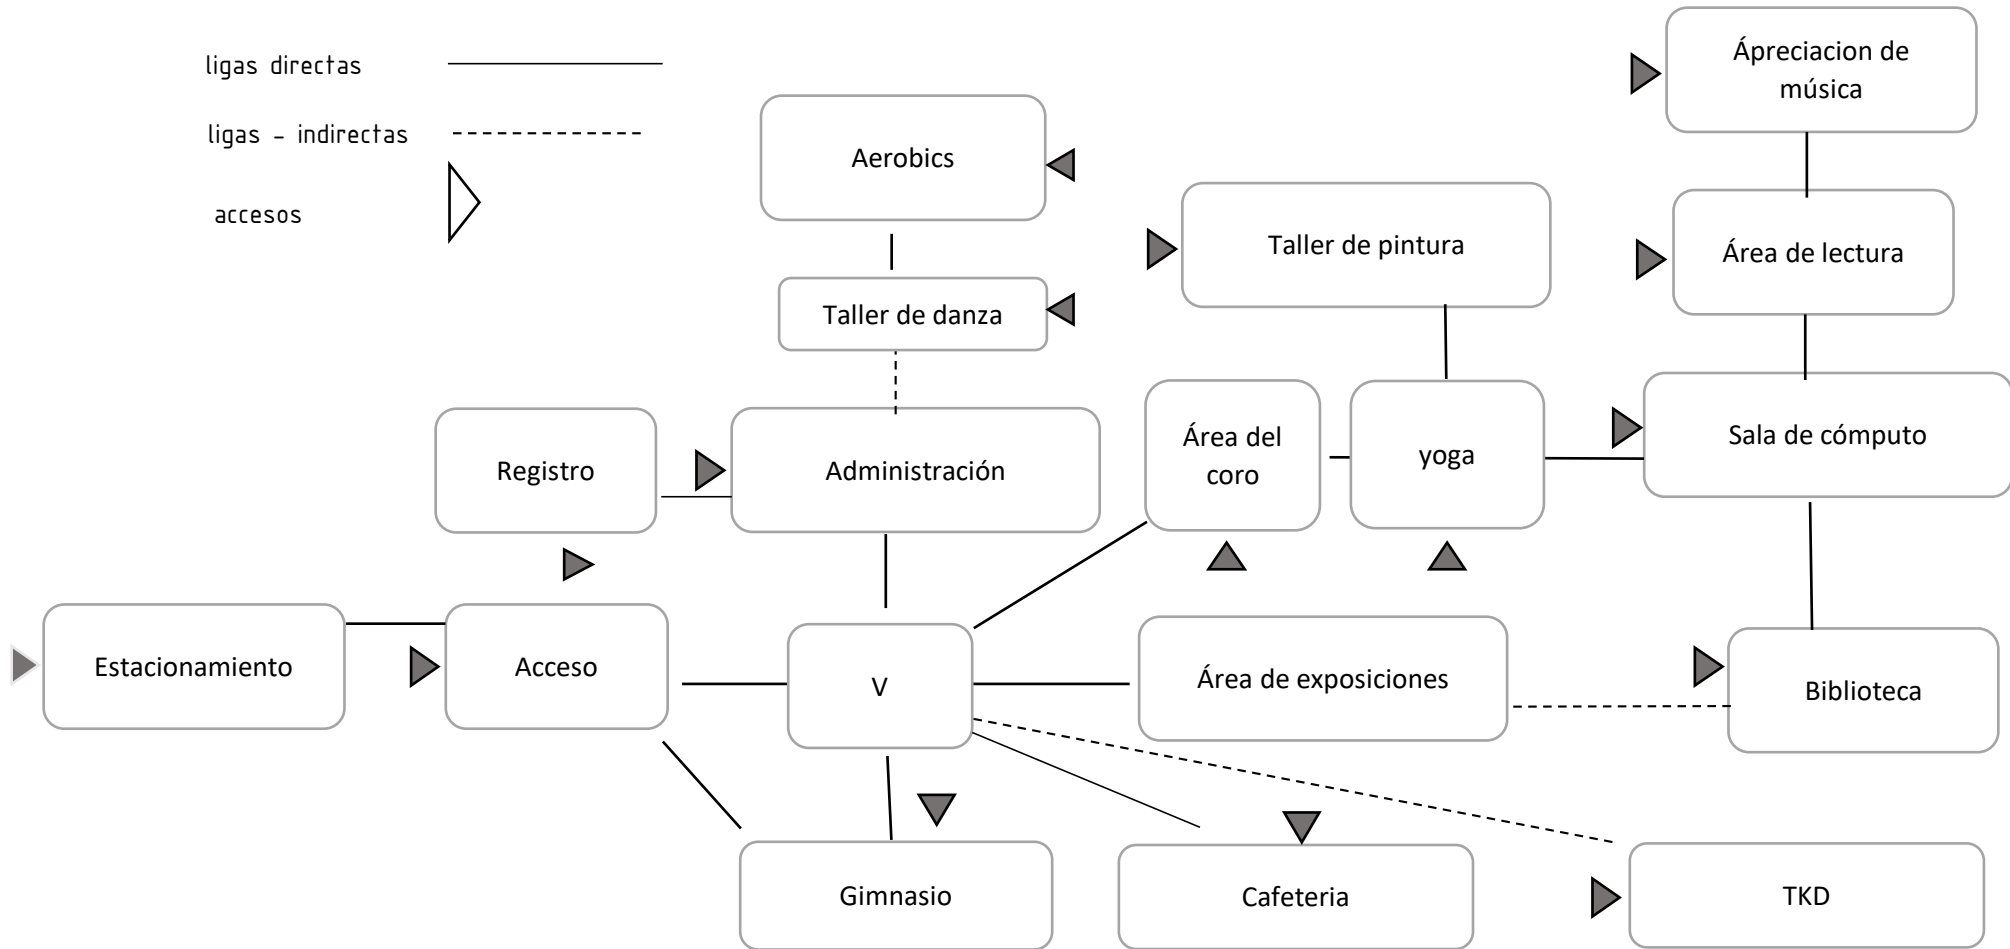 ligas directas
ligas - indirectas
accesos
Ápreciacion de
música
Aerobics
Taller de pintura
Área de lectura
Taller de danza
Registro
Administración
Área del
coro
yoga
Sala de cómputo
Estacionamiento
Acceso
V
Área de exposiciones
Biblioteca
Gimnasio
Cafeteria
TKD